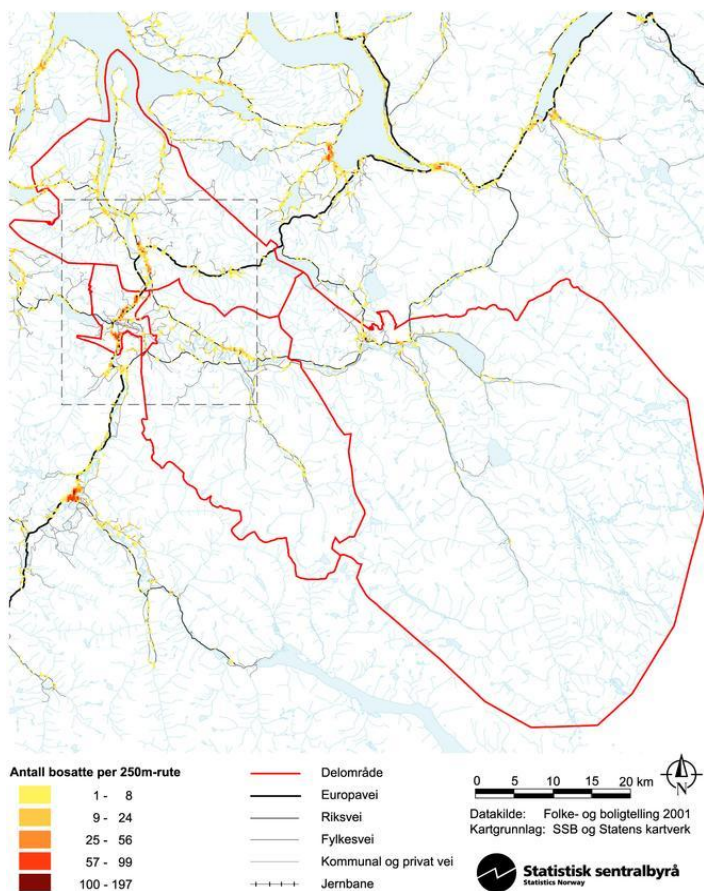 Antall bosatte per 250m-rute
1 - 8
9 - 24
25 - 56
57 - 99
100 - 197
Delområde
Europavei
Riksvei
Fylkesvei
Kommunal og privat vei
Jernbane
0 5 10 15 20 km
N
Datakilde: Folke- og boligtelling 2001
Kartgrunnlag: SSB og Statens kartverk
Statistisk sentralbyrå
Statistics Norway